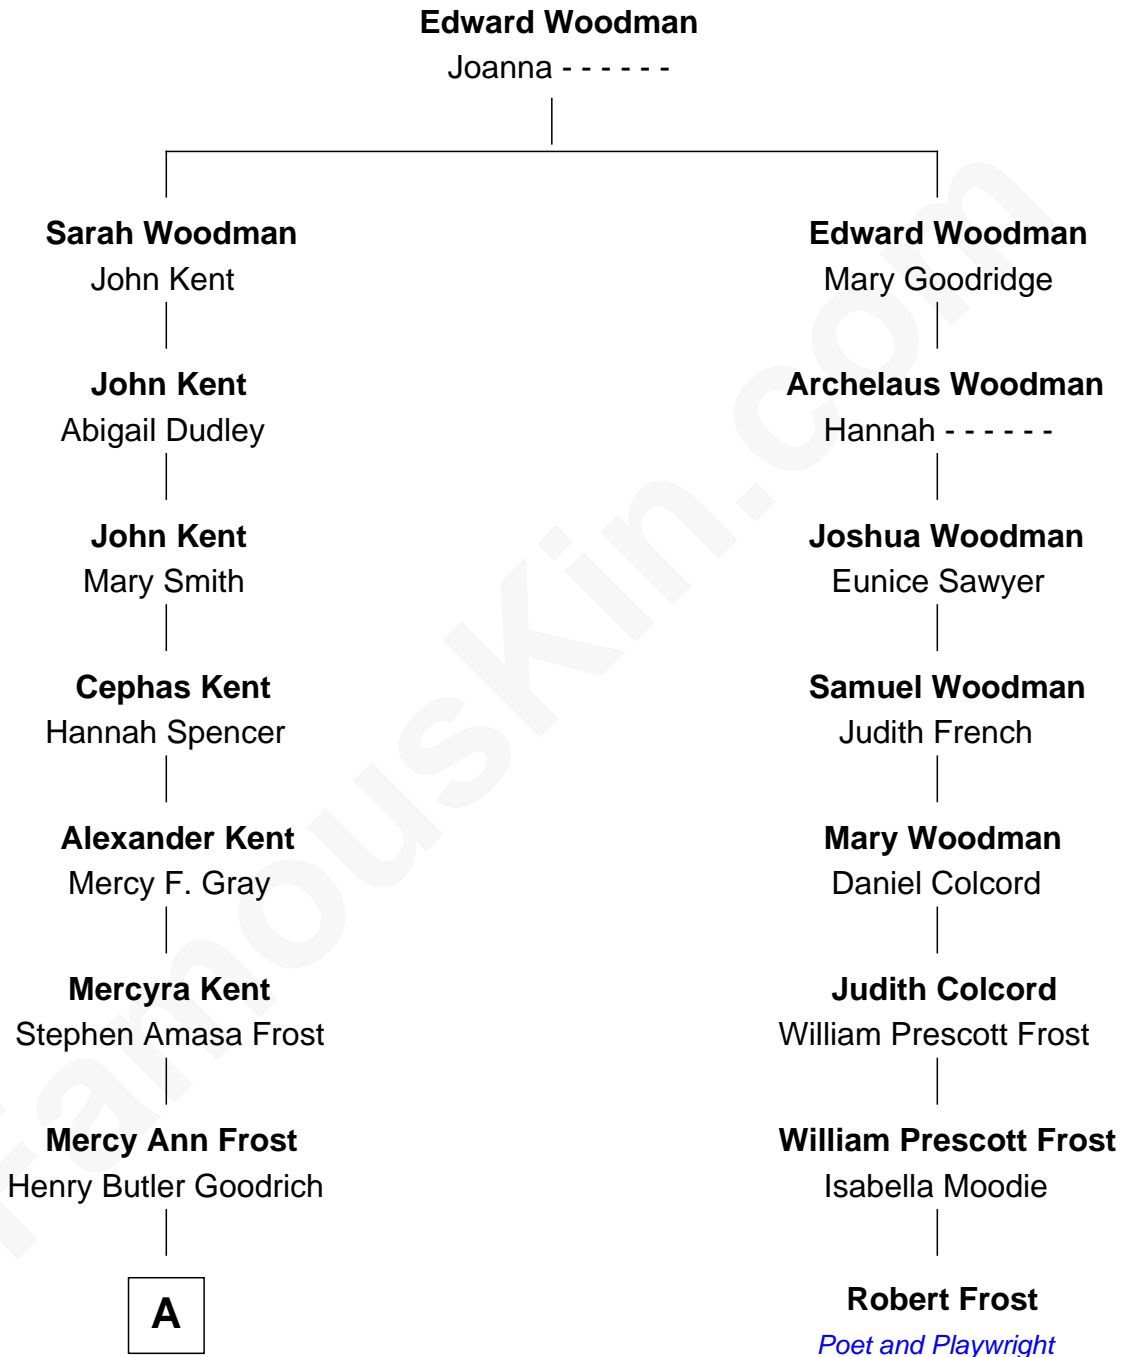 Edward Woodman
Joanna - - - - - -
Sarah Woodman
John Kent
John Kent
Abigail Dudley
John Kent
Mary Smith
Cephas Kent
Hannah Spencer
Alexander Kent
Mercy F. Gray
Mercyra Kent
Stephen Amasa Frost
Mercy Ann Frost
Henry Butler Goodrich
A
Edward Woodman
Mary Goodridge
Archelaus Woodman
Hannah - - - - - -
Joshua Woodman
Eunice Sawyer
Samuel Woodman
Judith French
Mary Woodman
Daniel Colcord
Judith Colcord
William Prescott Frost
William Prescott Frost
Isabella Moodie
Robert Frost
Poet and Playwright
FamousKin.com